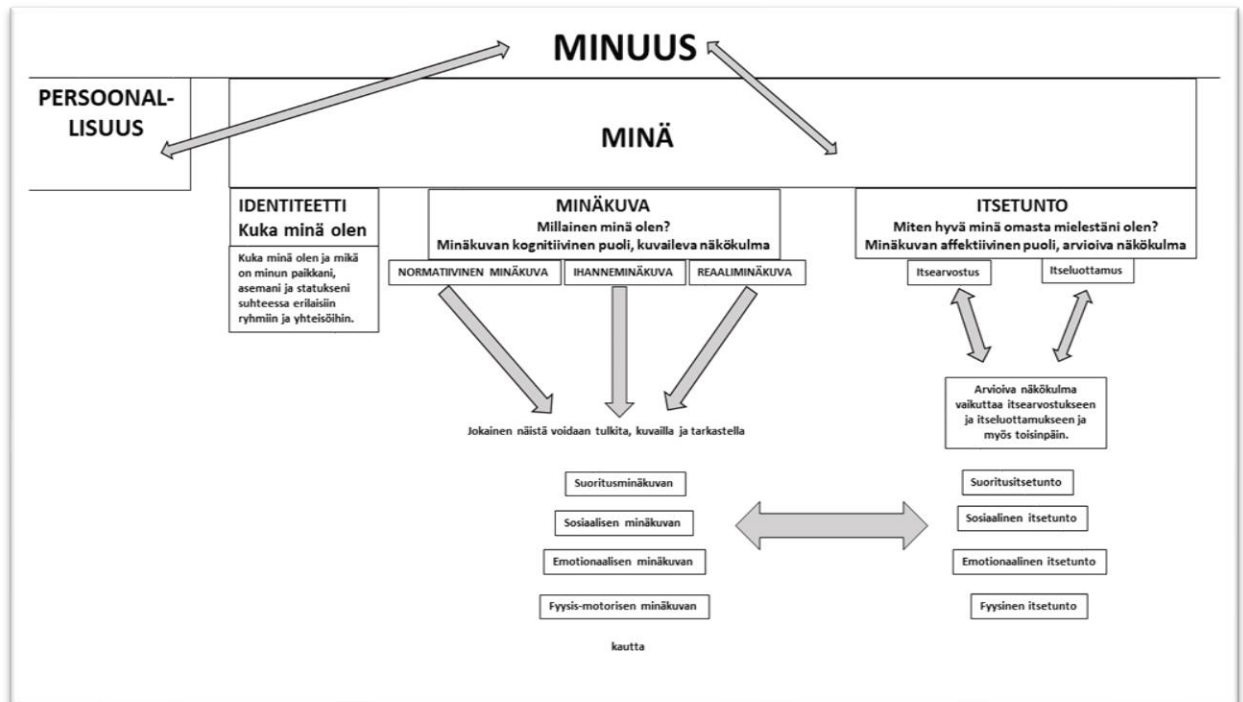 MINUUS
PERSOONAL-
LISUUS
MINÄ
IDENTITEETTI
Kuka minä olen
Kuka minä olen ja mikä
on minun paikkani,
asemani ja statukseni
suhteessa erilaisiin
ryhmiin ja yhteisöihin.
MINÄKUVA
Millainen minä olen?
Minäkuvan kognitiivinen puoli, kuvaileva näkökulma
NORMATIIVINEN MINÄKUVA
IHANNEMINÄKUVA
REAALIMINÄKUVA
Jokainen näistä voidaan tulkita, kuvailla ja tarkastella
Suoritusminäkuvan
Sosiaalisen minäkuvan
Emotionaalisen minäkuvan
Fyysis-motorisen minäkuvan
kautta
ITSETUNTO
Miten hyvä minä omasta mielestäni olen?
Minäkuvan affektiivinen puoli, arvioiva näkökulma
Itsearvostus
Itseluottamus
Arvioiva näkökulma
vaikuttaa itsearvostukseen
ja itseluottamukseen ja
myös toisinpäin.
Suoritusitsetunto
Sosiaalinen itsetunto
Emotionaalinen itsetunto
Fyysinen itsetunto